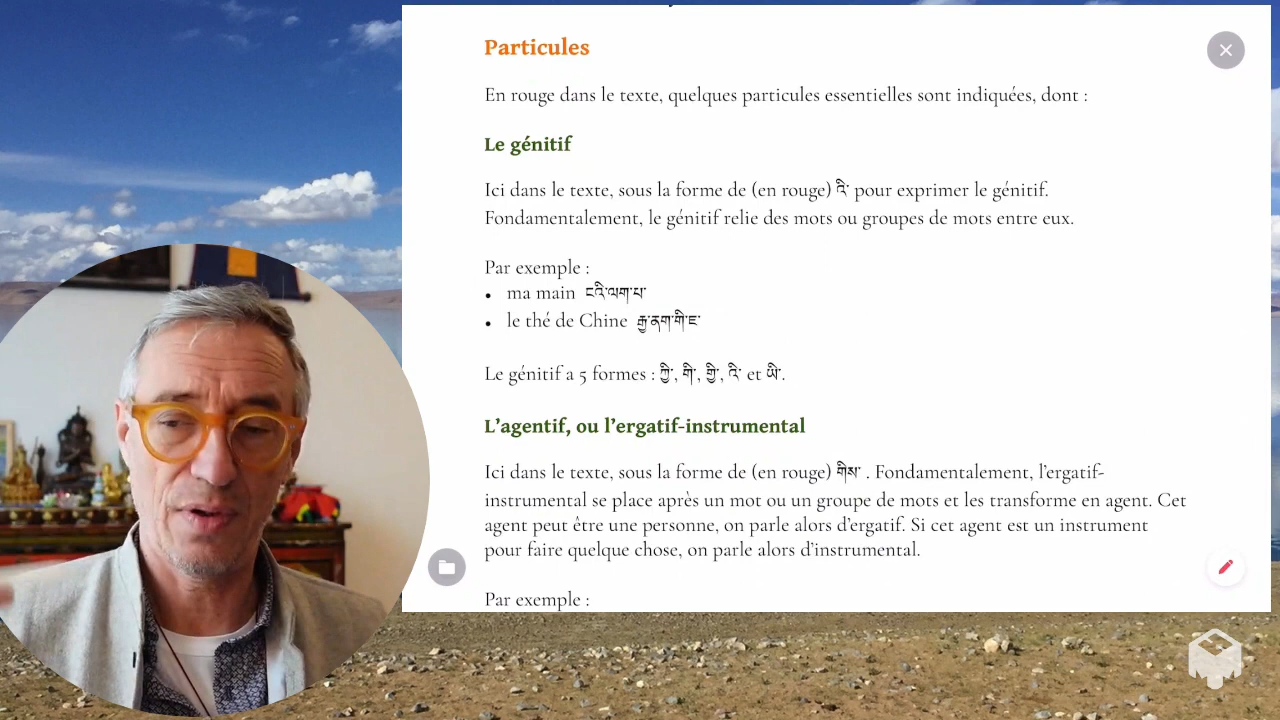 Particules
En rouge dans le texte, quelques particules essentielles sont indiquées, dont :
Le génitif
Ici dans le texte, sous la forme de (en rouge) འི་ pour exprimer le génitif.
Fondamentalement, le génitif relie des mots ou groupes de mots entre eux.
Par exemple :
• ma main ངའི་ལག་པ་
• le thé de Chine རྒྱ་ནག་གི་ཇ་
Le génitif a 5 formes : ཀྱི་, གི་, གྱི་, འི་ et ཡི་.
L’agentif, ou l’ergatif-instrumental
Ici dans le texte, sous la forme de (en rouge) གིས་ . Fondamentalement, l’ergatif-
instrumental se place après un mot ou un groupe de mots et les transforme en agent. Cet
agent peut être une personne, on parle alors d’ergatif. Si cet agent est un instrument
pour faire quelque chose, on parle alors d’instrumental.
Par exemple :